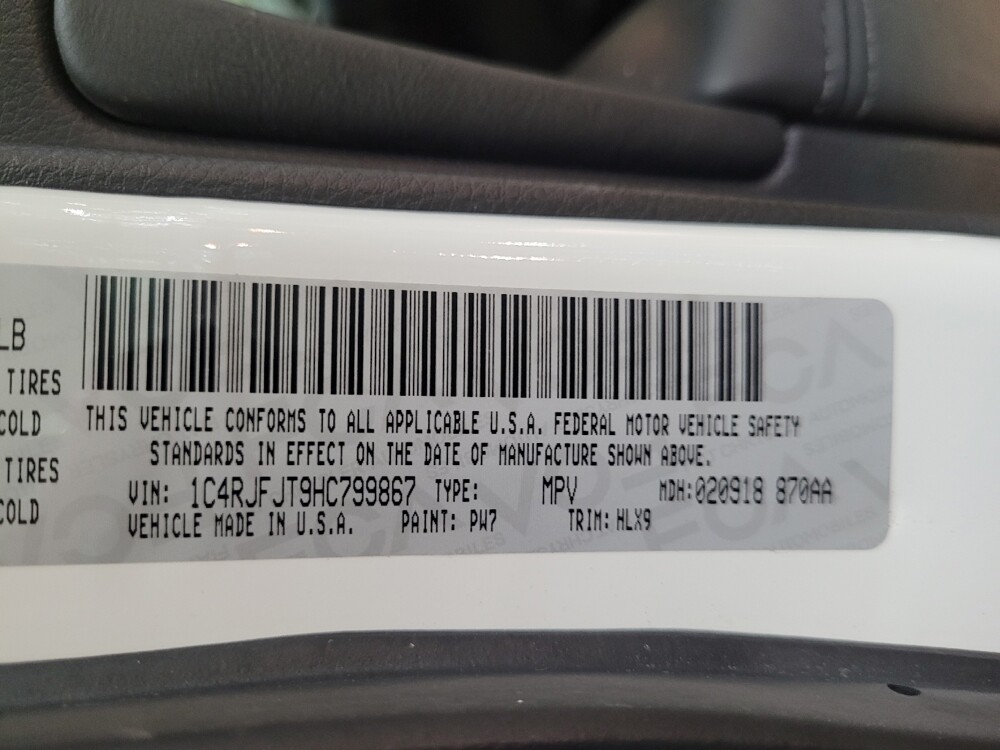 LB
TIRES
COLD
TIRES
COLD
THIS VEHICLE CONFORMS TO ALL APPLICABLE U.S.A. FEDERAL MOTOR VEHICLE SAFETY
STANDARDS IN EFFECT ON THE DATE OF MANUFACTURE SHOWN ABOVE.
VIN: 1C4RJFJT9HC799867 TYPE: MPV MDH:020918 870AA
VEHICLE MADE IN U.S.A. PAINT: PW7 TRIM: HLX9